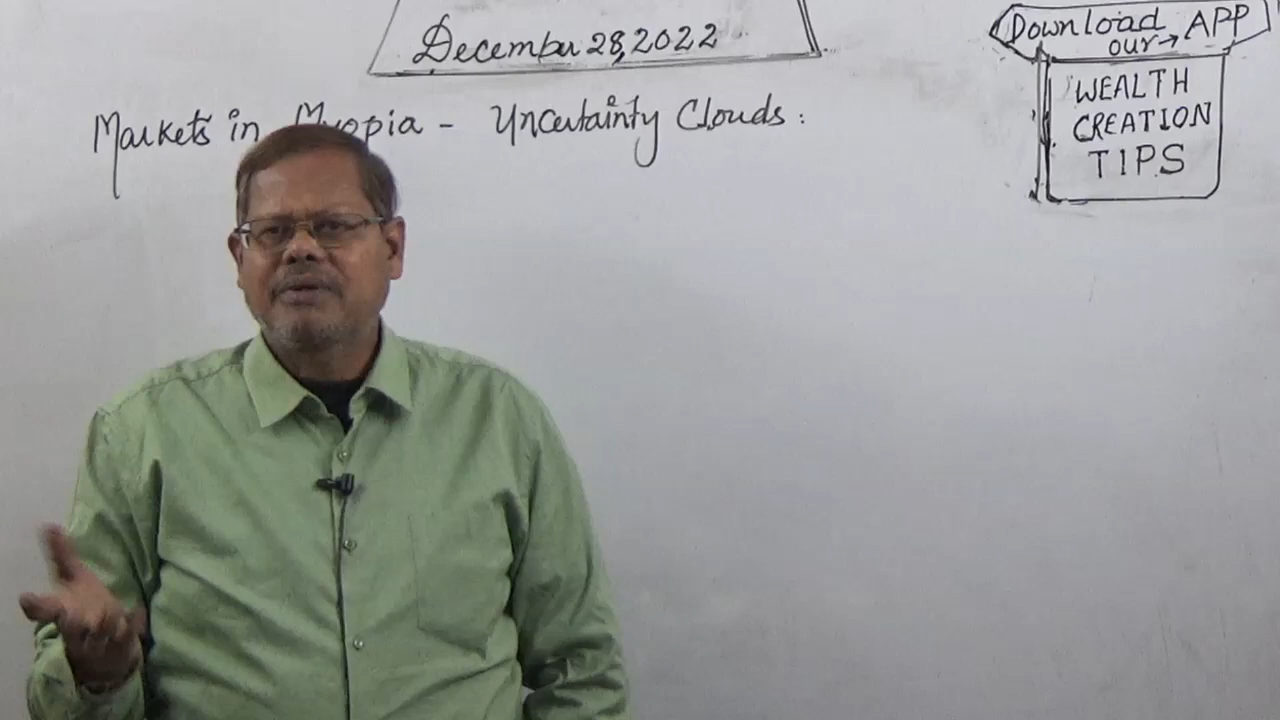 December 28, 2022
Markets in Myopia - Uncertainty Clouds:
Download
our → APP
WEALTH
CREATION
TIPS